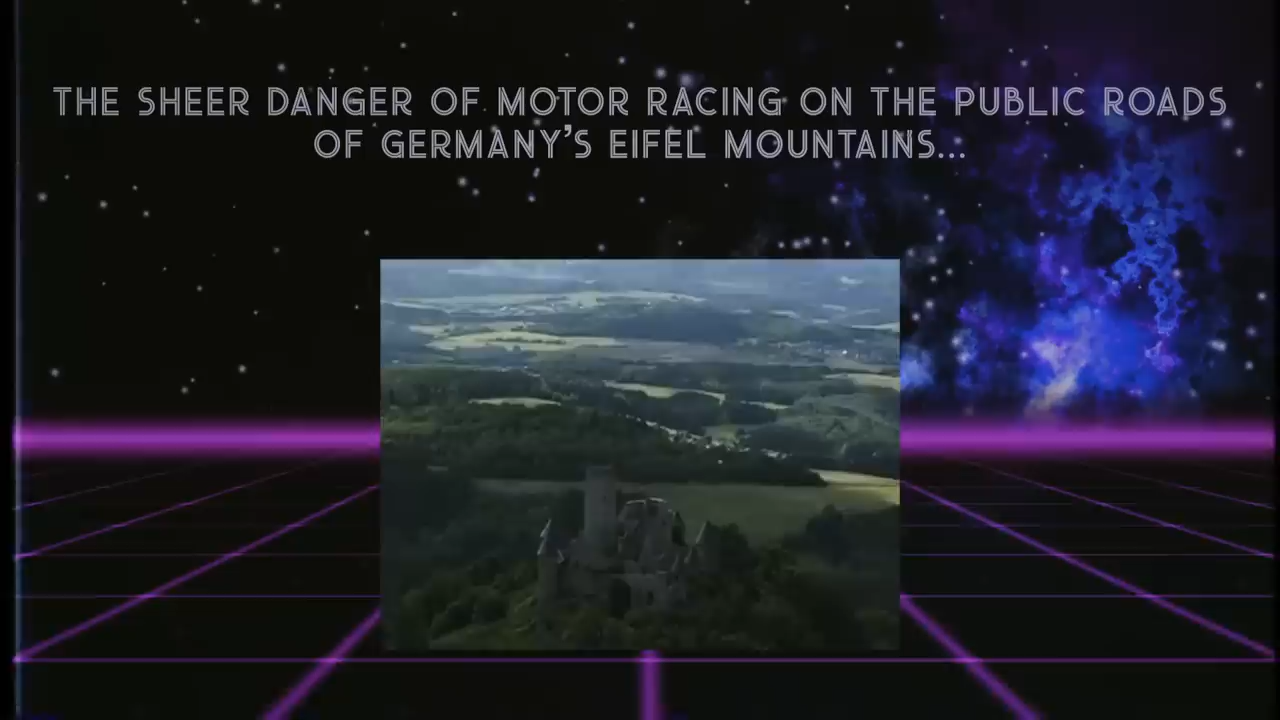 THE SHEER DANGER OF MOTOR RACING ON THE PUBLIC ROADS
OF GERMANY'S EIFEL MOUNTAINS...